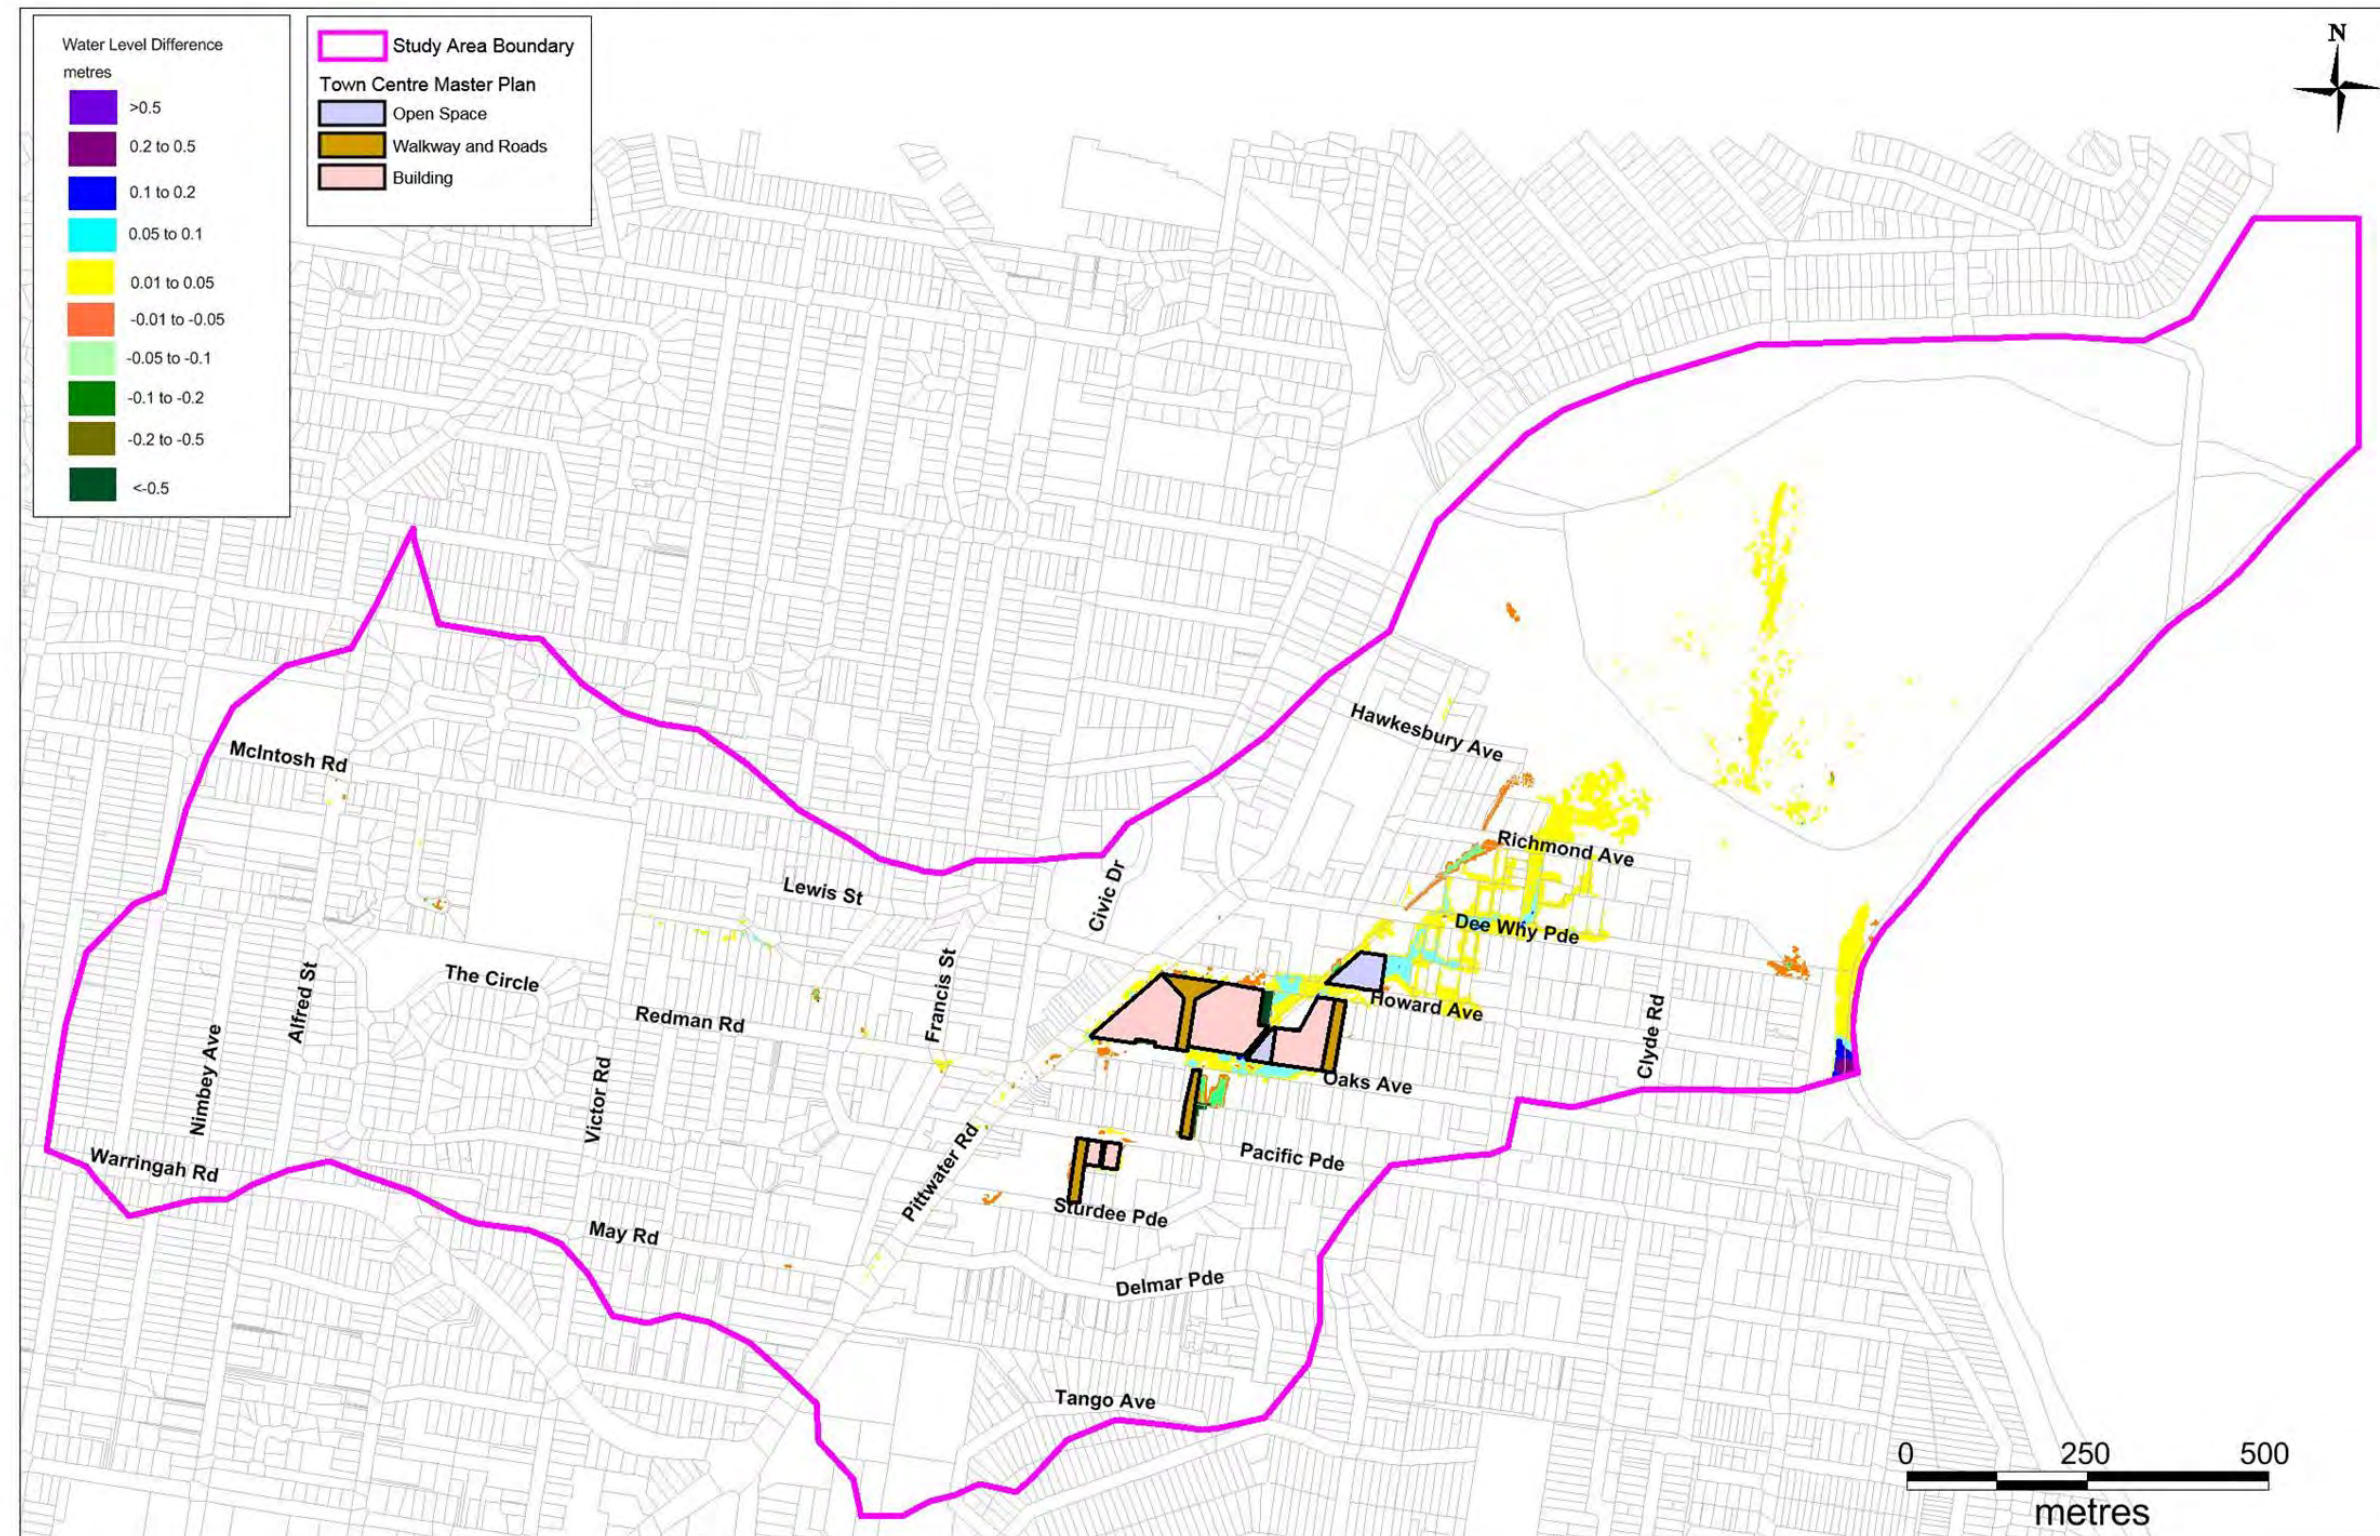 Water Level Difference
metres
>0.5
0.2 to 0.5
0.1 to 0.2
0.05 to 0.1
0.01 to 0.05
-0.01 to -0.05
-0.05 to -0.1
-0.1 to -0.2
-0.2 to -0.5
<-0.5
Study Area Boundary
Town Centre Master Plan
Open Space
Walkway and Roads
Building
N
Hawkesbury Ave
McIntosh Rd
Richmond Ave
Lewis St
Civic Dr
Dee Why Pde
The Circle
Alfred St
Francis St
Howard Ave
Redman Rd
Clyde Rd
Nimbey Ave
Victor Rd
Oaks Ave
Pacific Pde
Warringah Rd
Pittwater Rd
Sturdee Pde
May Rd
Delmar Pde
Tango Ave
0 250 500
metres